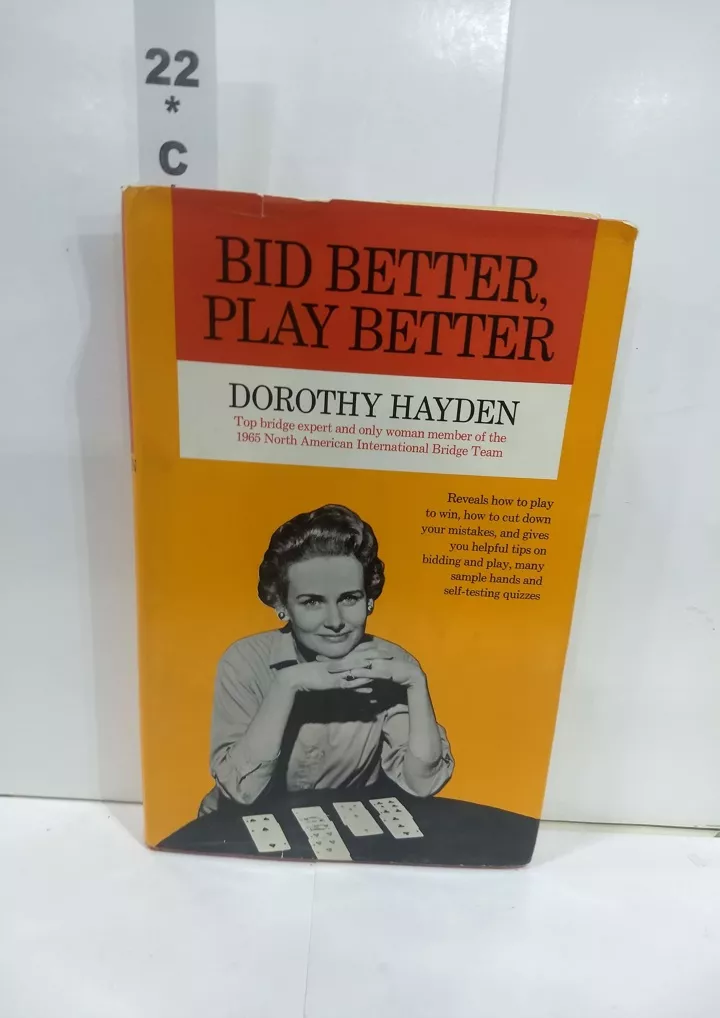 22
*
C
BID BETTER,
PLAY BETTER
DOROTHY HAYDEN
Top bridge expert and only woman member of the
1965 North American International Bridge Team
Reveals how to play
to win, how to cut down
your mistakes, and gives
you helpful tips on
bidding and play, many
sample hands and
self-testing quizzes